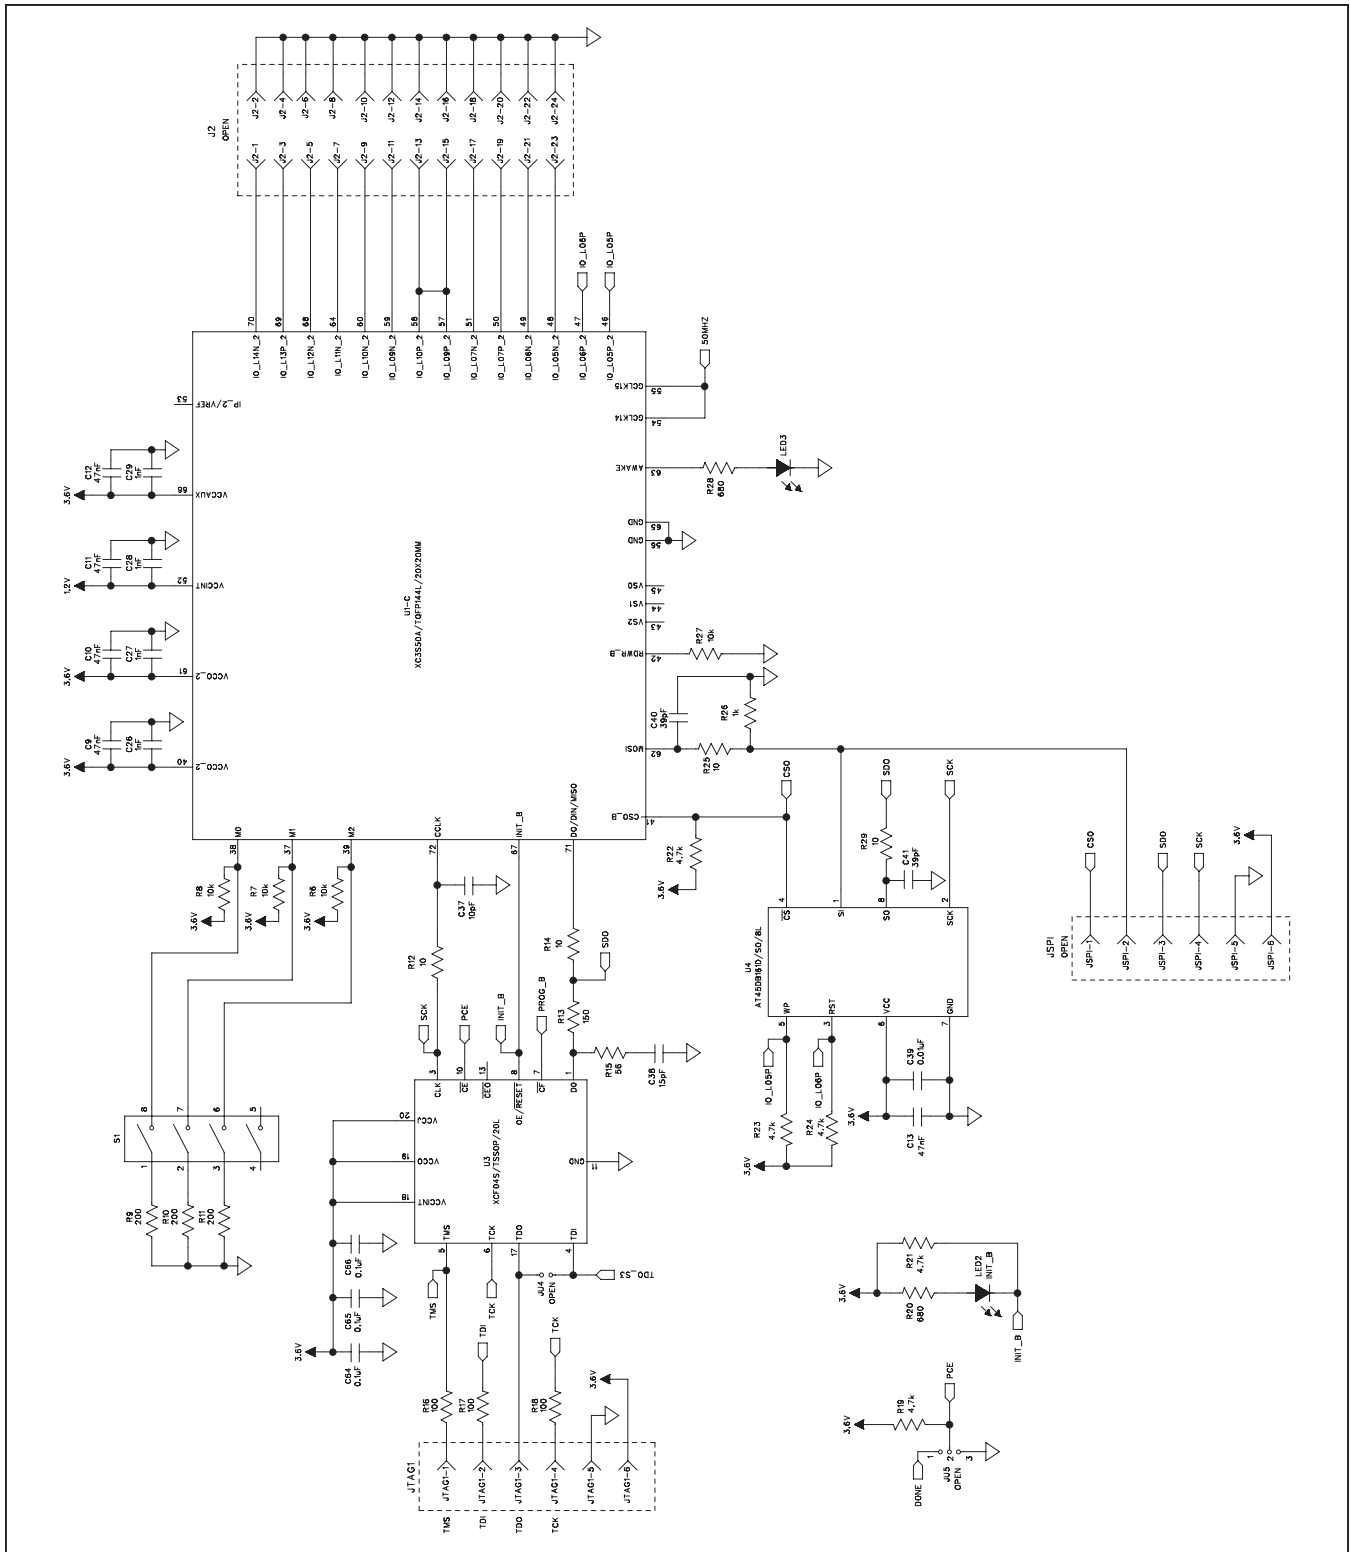 J2
OPEN
J2-2
J2-4
J2-6
J2-8
J2-10
J2-12
J2-14
J2-16
J2-18
J2-20
J2-22
J2-24
J2-1
J2-3
J2-5
J2-7
J2-9
J2-11
J2-13
J2-15
J2-17
J2-19
J2-21
J2-23
IO_L06P
IO_L05P
70
69
68
64
60
59
58
57
51
50
49
48
47
46
IO_L14N_2
IO_L13P_2
IO_L12N_2
IO_L11N_2
IO_L10N_2
IO_L09N_2
IO_L10P_2
IO_L09P_2
IO_L07N_2
IO_L07P_2
IO_L06N_2
IO_L05N_2
IO_L06P_2
IO_L05P_2
53
IP_2/VREF
3.6V
C12
47nF
C29
1nF
66
VCCAUX
1.2V
C11
47nF
C28
1nF
52
VCCINT
3.6V
C10
47nF
C27
1nF
61
VCCO_2
3.6V
C9
47nF
C26
1nF
40
VCCO_2
U1-C
XC3S50A/TQFP144L/20X20MM
50MHZ
GCLK15
55
GCLK14
54
AWAKE
63
R28
680
LED3
GND
65
GND
56
VS0
45
VS1
44
VS2
43
RDWR_B
42
R27
10k
C40
39pF
R26
1k
MOSI
62
R25
10
CSO_B
41
R22
4.7k
3.6V
CSO
SDO
SCK
R29
10
C41
39pF
M0
38
M1
37
M2
39
CCLK
72
INIT_B
67
DO/DIN/MISO
71
R8
10k
3.6V
R7
10k
3.6V
R6
10k
3.6V
C37
10pF
R12
10
R14
10
SDO
R13
150
R15
56
C38
15pF
SCK
PCE
INIT_B
PROG_B
3
10
13
8
7
1
CLK
CE
CEO
OE/RESET
CF
DO
20
VCCJ
19
VCCO
18
VCCINT
U3
XCF04S/TSSOP/20L
GND
11
TMS
TCK
TDO
TDI
5
6
17
4
S1
8
7
6
5
1
2
3
4
R9
200
R10
200
R11
200
C66
0.1uF
C65
0.1uF
C64
0.1uF
3.6V
TMS
TCK
JU4
OPEN
TDO_S3
TDI
TCK
R16
100
R17
100
R18
100
3.6V
JTAG1
JTAG1-1
JTAG1-2
JTAG1-3
JTAG1-4
JTAG1-5
JTAG1-6
TMS
TDI
TDO
TCK
4
1
8
2
CS
SI
SO
SCK
U4
AT45DB161D/SO/8L
WP
RST
VCC
GND
5
3
6
7
IO_L05P
IO_L06P
R23
4.7k
R24
4.7k
3.6V
C39
0.01uF
3.6V
C13
47nF
CSO
SDO
SCK
3.6V
JSPI
OPEN
JSPI-1
JSPI-2
JSPI-3
JSPI-4
JSPI-5
JSPI-6
R21
4.7k
3.6V
R20
680
LED2
INIT_B
INIT_B
3.6V
R19
4.7k
PCE
1
2
3
JU5
OPEN
DONE